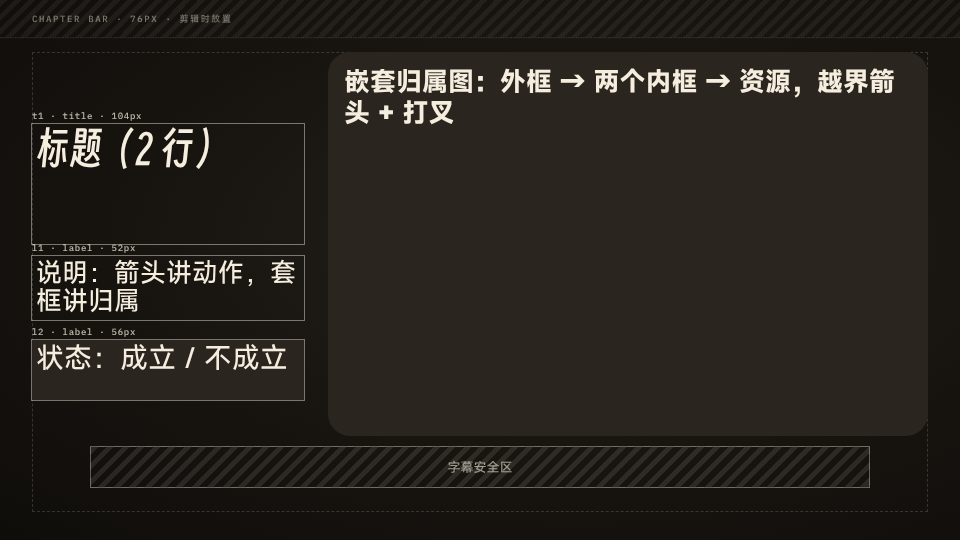 CHAPTER BAR · 76PX · 剪辑时放置
t1 · title · 104px
标题（2 行）
l1 · label · 52px
说明：箭头讲动作，套
框讲归属
l2 · label · 56px
状态：成立 / 不成立
嵌套归属图：外框 → 两个内框 → 资源，越界箭
头 + 打叉
字幕安全区